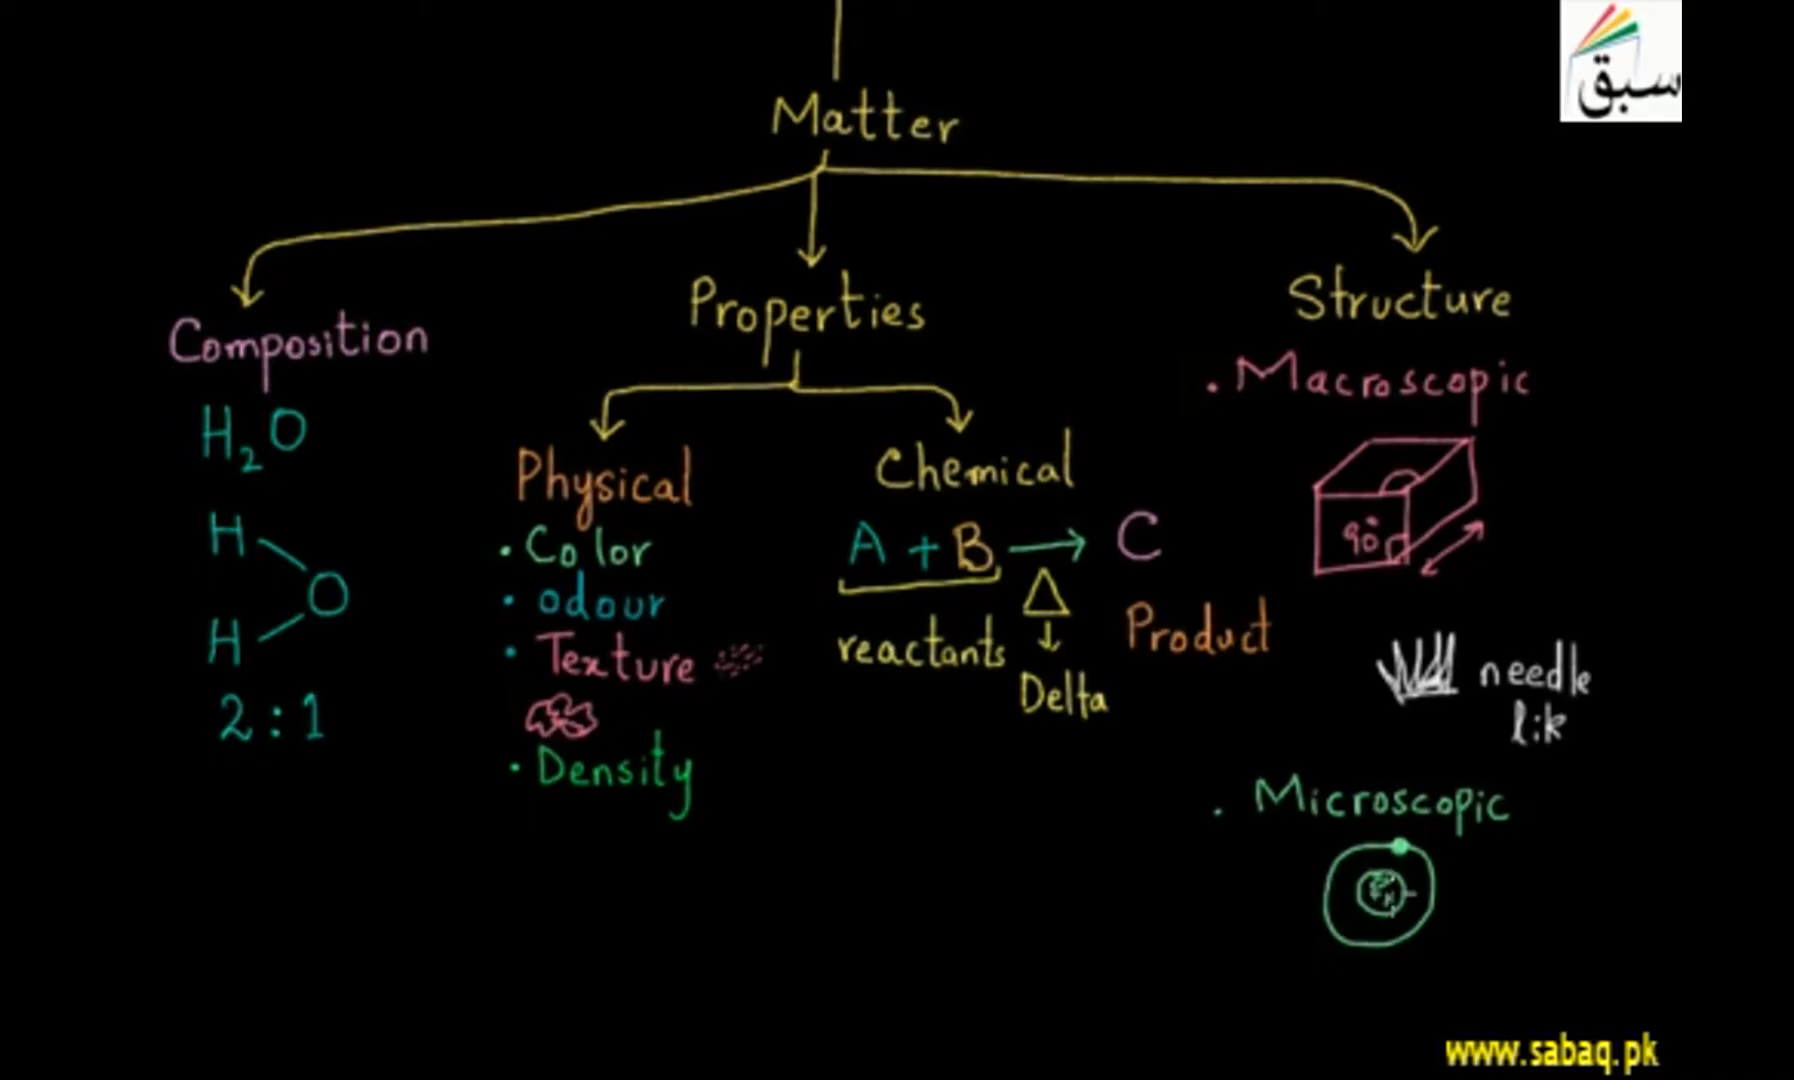 سبق
Matter
Composition
H₂O
H
O
H
2 : 1
Properties
Physical
. Color
. odour
. Texture
. Density
Chemical
A + B → C
Δ
reactants
Delta
Product
Structure
. Macroscopic
90°
needle
lik
. Microscopic
www.sabaq.pk